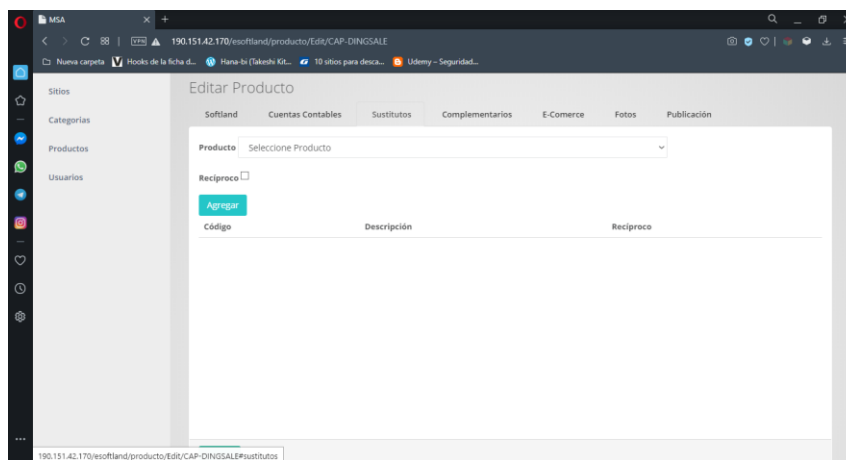 MSA
VPN 190.151.42.170/esoftland/producto/Edit/CAP-DINGSALE
Nueva carpeta Hooks de la ficha d... Hana-bi (Takeshi Kit... 10 sitios para desca... Udemy – Seguridad...
Sitios
Categorias
Productos
Usuarios
Editar Producto
Softland Cuentas Contables Sustitutos Complementarios E-Comerce Fotos Publicación
Producto Seleccione Producto
Recíproco
Agregar
Código Descripción Recíproco
190.151.42.170/esoftland/producto/Edit/CAP-DINGSALE#sustitutos